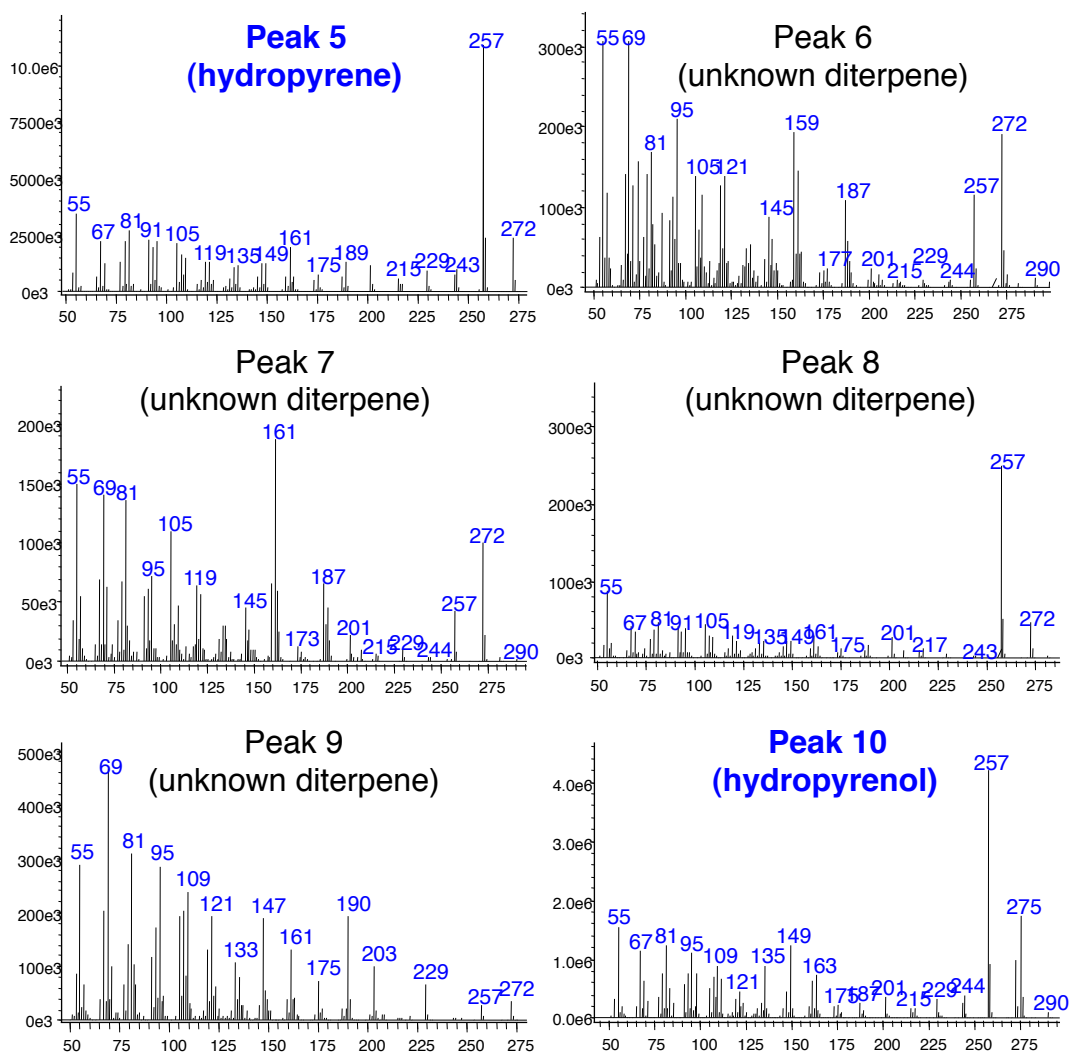 Peak 5
(hydropyrene)
10.0e6
7500e3
5000e3
2500e3
0e3
55 67 81 91 105 119 135 149 161 175 189 215 229 243 257 272
50 75 100 125 150 175 200 225 250 275
Peak 6
(unknown diterpene)
300e3
200e3
100e3
0e3
55 69 81 95 105 121 145 159 177 187 201 215 229 244 257 272 290
50 75 100 125 150 175 200 225 250 275
Peak 7
(unknown diterpene)
200e3
150e3
100e3
50e3
0e3
55 69 81 95 105 119 145 161 173 187 201 215 229 244 257 272 290
50 75 100 125 150 175 200 225 250 275
Peak 8
(unknown diterpene)
300e3
200e3
100e3
0e3
55 67 81 91 105 119 135 149 161 175 201 217 243 257 272
50 75 100 125 150 175 200 225 250 275
Peak 9
(unknown diterpene)
500e3
400e3
300e3
200e3
100e3
0e3
55 69 81 95 109 121 133 147 161 175 190 203 229 257 272
50 75 100 125 150 175 200 225 250 275
Peak 10
(hydropyrenol)
4.0e6
3.0e6
2.0e6
1.0e6
0.0e6
55 67 81 95 109 121 135 149 163 175 187 201 215 229 244 257 275 290
50 75 100 125 150 175 200 225 250 275